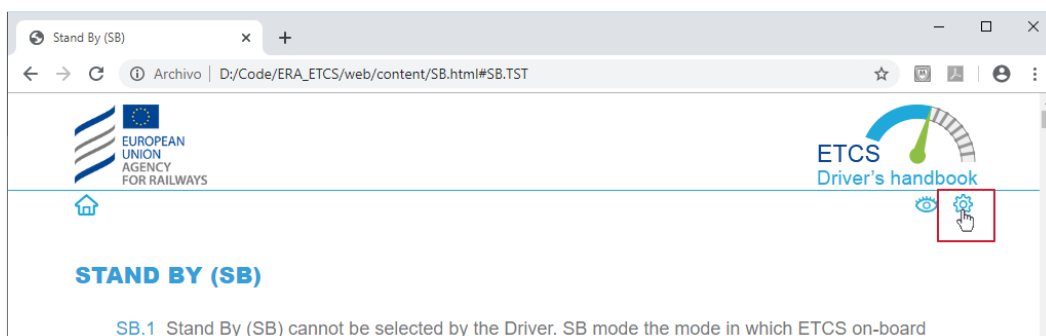 Stand By (SB)
Archivo | D:/Code/ERA_ETCS/web/content/SB.html#SB.TST
EUROPEAN
UNION
AGENCY
FOR RAILWAYS
ETCS
Driver's handbook
STAND BY (SB)
SB.1 Stand By (SB) cannot be selected by the Driver. SB mode the mode in which ETCS on-board